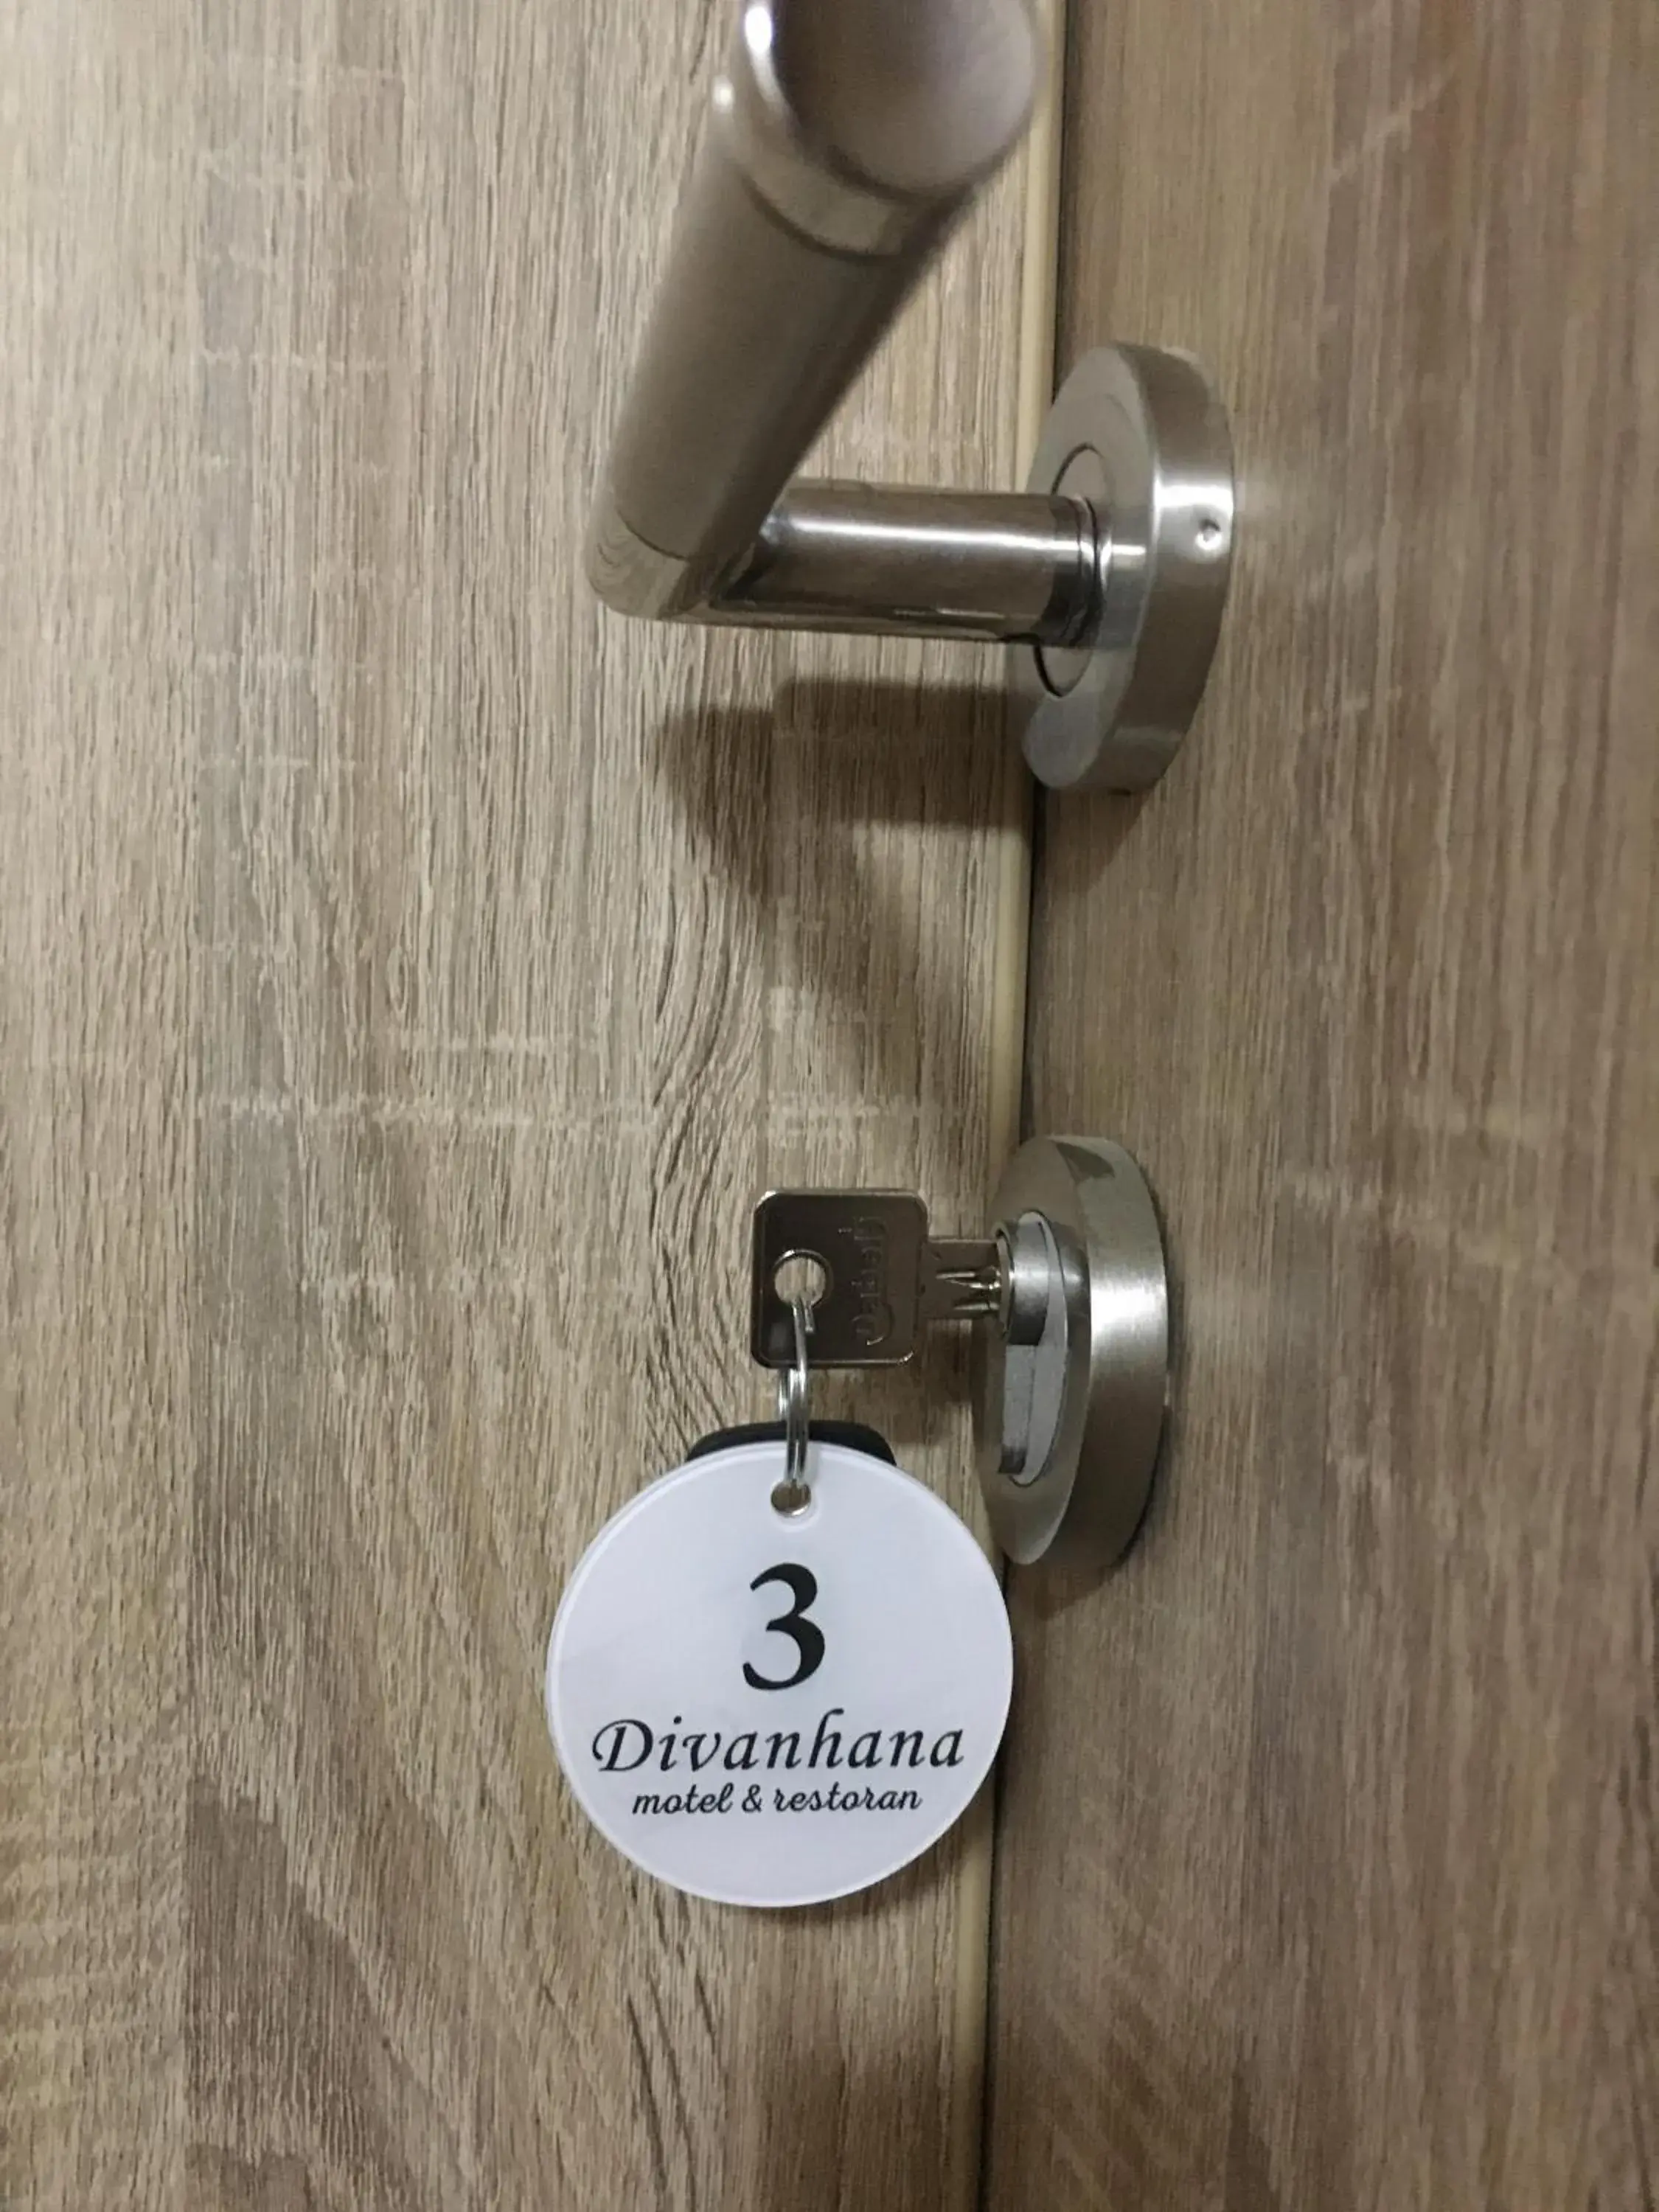 3
Divanhana
motel & restoran